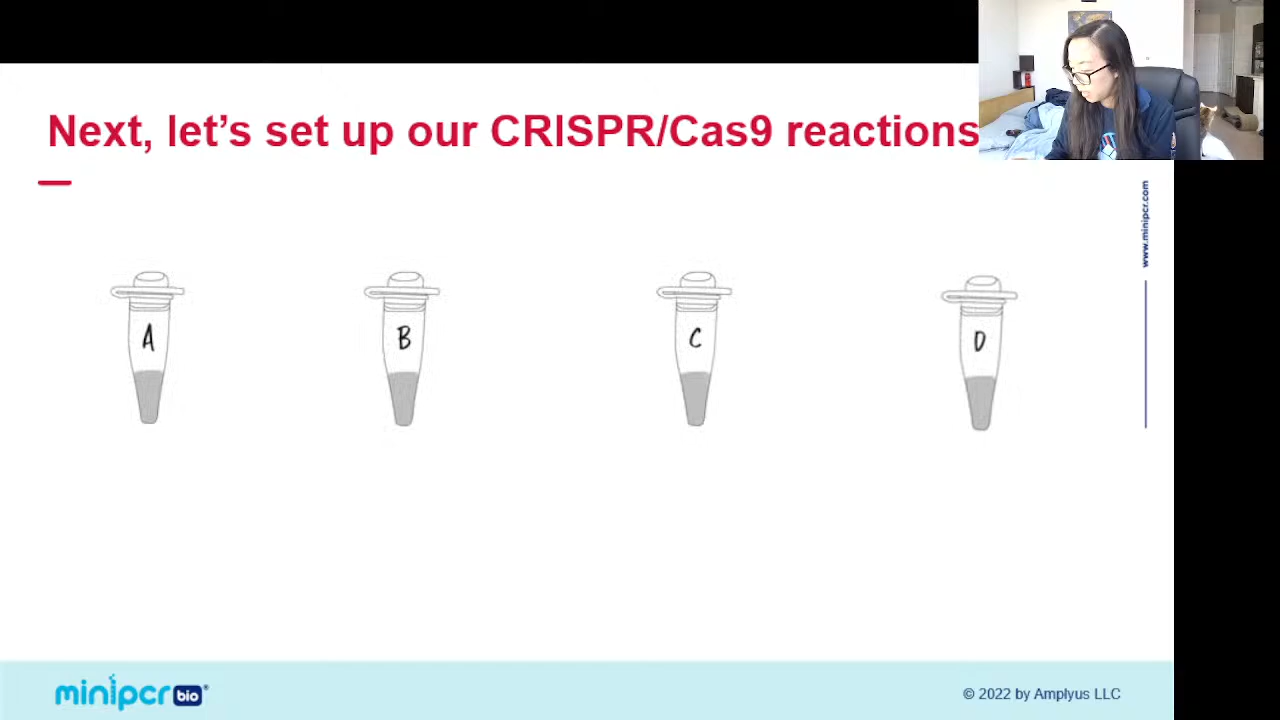 Next, let's set up our CRISPR/Cas9 reactions
www.minipcr.com
A
B
C
D
minipcr bio®
© 2022 by Amplyus LLC